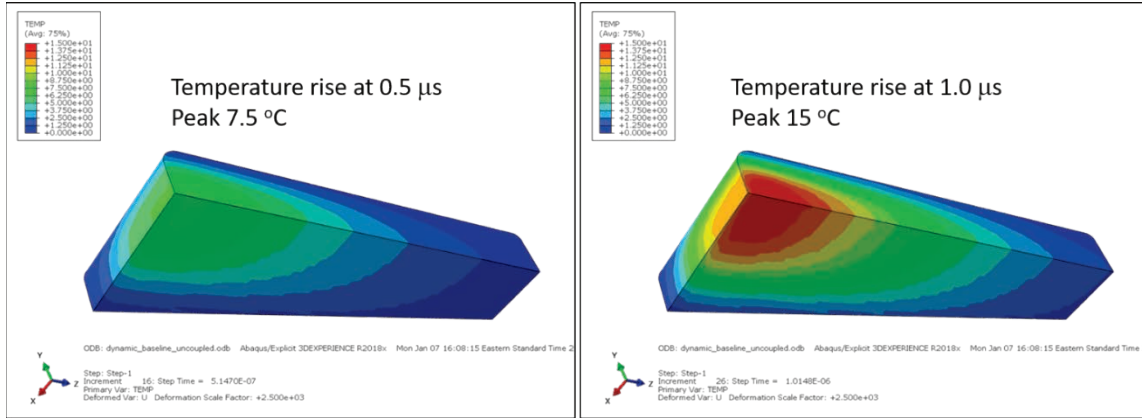 TEMP
(Avg: 75%)
+1.500e+01
+1.375e+01
+1.250e+01
+1.125e+01
+1.000e+01
+8.750e+00
+7.500e+00
+6.250e+00
+5.000e+00
+3.750e+00
+2.500e+00
+1.250e+00
+0.000e+00
Temperature rise at 0.5 μs
Peak 7.5 °C
ODB: dynamic_baseline_uncoupled.odb Abaqus/Explicit 3DEXPERIENCE R2018x Mon Jan 07 16:08:15 Eastern Standard Time 2
Y
Z
X
Step: Step-1
Increment 16: Step Time = 5.1470E-07
Primary Var: TEMP
Deformed Var: U Deformation Scale Factor: +2.500e+03
TEMP
(Avg: 75%)
+1.500e+01
+1.375e+01
+1.250e+01
+1.125e+01
+1.000e+01
+8.750e+00
+7.500e+00
+6.250e+00
+5.000e+00
+3.750e+00
+2.500e+00
+1.250e+00
+0.000e+00
Temperature rise at 1.0 μs
Peak 15 °C
ODB: dynamic_baseline_uncoupled.odb Abaqus/Explicit 3DEXPERIENCE R2018x Mon Jan 07 16:08:15 Eastern Standard Time
Y
Z
X
Step: Step-1
Increment 26: Step Time = 1.0148E-06
Primary Var: TEMP
Deformed Var: U Deformation Scale Factor: +2.500e+03